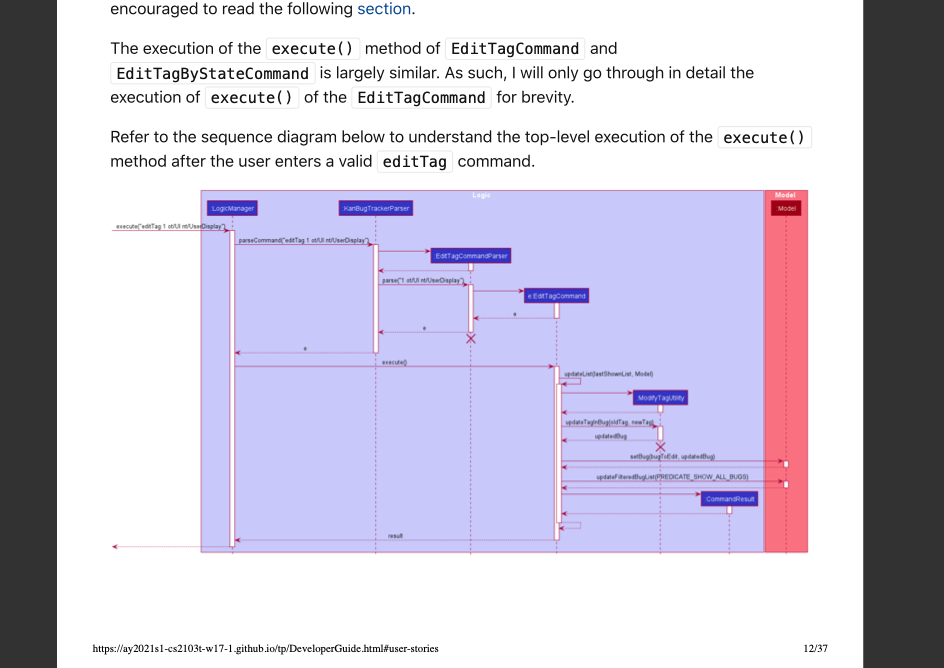 encouraged to read the following section.
The execution of the execute() method of EditTagCommand and
EditTagByStateCommand is largely similar. As such, I will only go through in detail the
execution of execute() of the EditTagCommand for brevity.
Refer to the sequence diagram below to understand the top-level execution of the execute()
method after the user enters a valid editTag command.
Logic
Model
:LogicManager
:KanBugTrackerParser
:Model
execute("editTag 1 ot/UI nt/UserDisplay")
parseCommand("editTag 1 ot/UI nt/UserDisplay")
:EditTagCommandParser
parse("1 ot/UI nt/UserDisplay")
e:EditTagCommand
e
e
e
execute()
updateList(lastShownList, Model)
:ModifyTagUtility
updateTagInBug(oldTag, newTag)
updatedBug
setBug(bugToEdit, updatedBug)
updateFilteredBugList(PREDICATE_SHOW_ALL_BUGS)
:CommandResult
result
https://ay2021s1-cs2103t-w17-1.github.io/tp/DeveloperGuide.html#user-stories
12/37